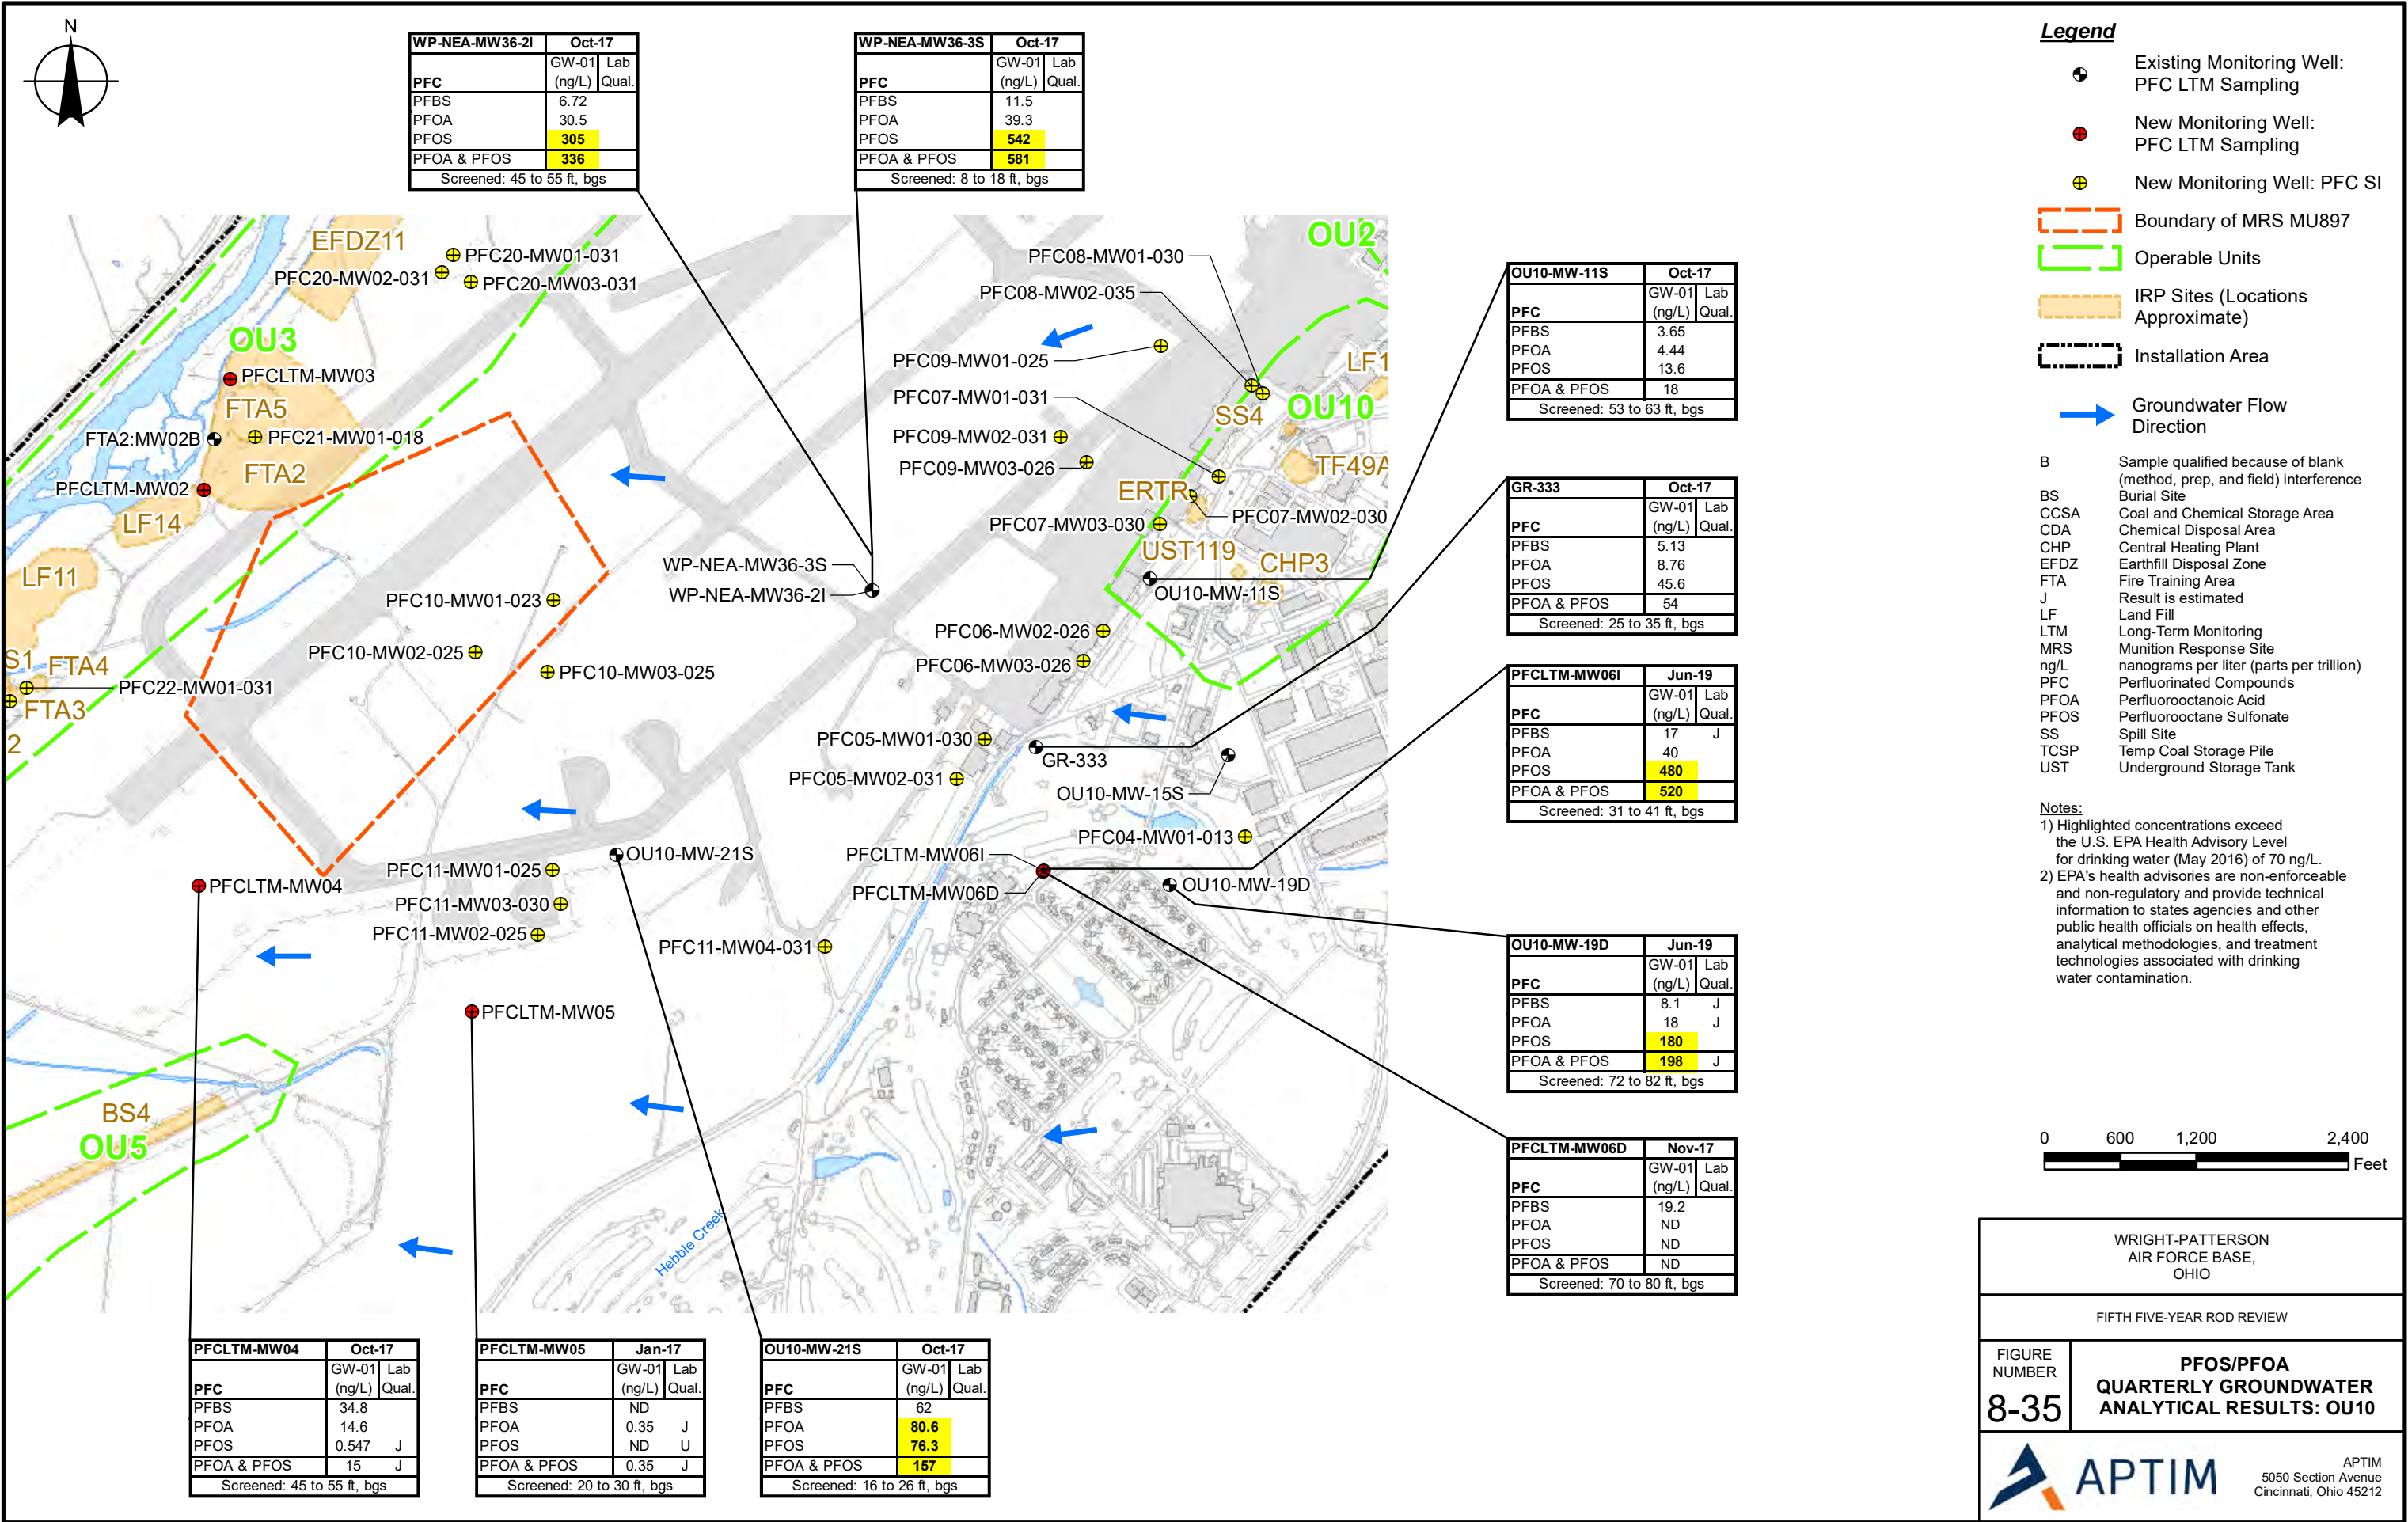 N
WP-NEA-MW36-2I Oct-17
GW-01 Lab
PFC (ng/L) Qual.
PFBS 6.72
PFOA 30.5
PFOS 305
PFOA & PFOS 336
Screened: 45 to 55 ft, bgs
WP-NEA-MW36-3S Oct-17
GW-01 Lab
PFC (ng/L) Qual.
PFBS 11.5
PFOA 39.3
PFOS 542
PFOA & PFOS 581
Screened: 8 to 18 ft, bgs
OU10-MW-11S Oct-17
GW-01 Lab
PFC (ng/L) Qual.
PFBS 3.65
PFOA 4.44
PFOS 13.6
PFOA & PFOS 18
Screened: 53 to 63 ft, bgs
GR-333 Oct-17
GW-01 Lab
PFC (ng/L) Qual.
PFBS 5.13
PFOA 8.76
PFOS 45.6
PFOA & PFOS 54
Screened: 25 to 35 ft, bgs
PFCLTM-MW06I Jun-19
GW-01 Lab
PFC (ng/L) Qual.
PFBS 17 J
PFOA 40
PFOS 480
PFOA & PFOS 520
Screened: 31 to 41 ft, bgs
OU10-MW-19D Jun-19
GW-01 Lab
PFC (ng/L) Qual.
PFBS 8.1 J
PFOA 18 J
PFOS 180
PFOA & PFOS 198 J
Screened: 72 to 82 ft, bgs
PFCLTM-MW06D Nov-17
GW-01 Lab
PFC (ng/L) Qual.
PFBS 19.2
PFOA ND
PFOS ND
PFOA & PFOS ND
Screened: 70 to 80 ft, bgs
PFCLTM-MW04 Oct-17
GW-01 Lab
PFC (ng/L) Qual.
PFBS 34.8
PFOA 14.6
PFOS 0.547 J
PFOA & PFOS 15 J
Screened: 45 to 55 ft, bgs
PFCLTM-MW05 Jan-17
GW-01 Lab
PFC (ng/L) Qual.
PFBS ND
PFOA 0.35 J
PFOS ND U
PFOA & PFOS 0.35 J
Screened: 20 to 30 ft, bgs
OU10-MW-21S Oct-17
GW-01 Lab
PFC (ng/L) Qual.
PFBS 62
PFOA 80.6
PFOS 76.3
PFOA & PFOS 157
Screened: 16 to 26 ft, bgs
EFDZ11
PFC20-MW01-031
PFC20-MW02-031
PFC20-MW03-031
OU3
PFCLTM-MW03
FTA5
FTA2:MW02B
PFC21-MW01-018
FTA2
PFCLTM-MW02
LF14
LF11
S1
FTA4
PFC22-MW01-031
FTA3
2
PFC10-MW01-023
PFC10-MW02-025
PFC10-MW03-025
OU2
PFC08-MW01-030
PFC08-MW02-035
PFC09-MW01-025
LF1
PFC07-MW01-031
OU10
SS4
PFC09-MW02-031
PFC09-MW03-026
TF49A
ERTR
PFC07-MW02-030
PFC07-MW03-030
UST119
CHP3
WP-NEA-MW36-3S
WP-NEA-MW36-2I
OU10-MW-11S
PFC06-MW02-026
PFC06-MW03-026
PFC05-MW01-030
GR-333
PFC05-MW02-031
OU10-MW-15S
PFC04-MW01-013
PFCLTM-MW06I
PFCLTM-MW06D
OU10-MW-19D
OU10-MW-21S
PFC11-MW01-025
PFCLTM-MW04
PFC11-MW03-030
PFC11-MW02-025
PFC11-MW04-031
PFCLTM-MW05
BS4
OU5
Hebble Creek
Legend
Existing Monitoring Well:
PFC LTM Sampling
New Monitoring Well:
PFC LTM Sampling
New Monitoring Well: PFC SI
Boundary of MRS MU897
Operable Units
IRP Sites (Locations
Approximate)
Installation Area
Groundwater Flow
Direction
B Sample qualified because of blank
(method, prep, and field) interference
BS Burial Site
CCSA Coal and Chemical Storage Area
CDA Chemical Disposal Area
CHP Central Heating Plant
EFDZ Earthfill Disposal Zone
FTA Fire Training Area
J Result is estimated
LF Land Fill
LTM Long-Term Monitoring
MRS Munition Response Site
ng/L nanograms per liter (parts per trillion)
PFC Perfluorinated Compounds
PFOA Perfluorooctanoic Acid
PFOS Perfluorooctane Sulfonate
SS Spill Site
TCSP Temp Coal Storage Pile
UST Underground Storage Tank
Notes:
1) Highlighted concentrations exceed
the U.S. EPA Health Advisory Level
for drinking water (May 2016) of 70 ng/L.
2) EPA's health advisories are non-enforceable
and non-regulatory and provide technical
information to states agencies and other
public health officials on health effects,
analytical methodologies, and treatment
technologies associated with drinking
water contamination.
0 600 1,200 2,400
Feet
WRIGHT-PATTERSON
AIR FORCE BASE,
OHIO
FIFTH FIVE-YEAR ROD REVIEW
FIGURE
NUMBER
8-35
PFOS/PFOA
QUARTERLY GROUNDWATER
ANALYTICAL RESULTS: OU10
APTIM
APTIM
5050 Section Avenue
Cincinnati, Ohio 45212